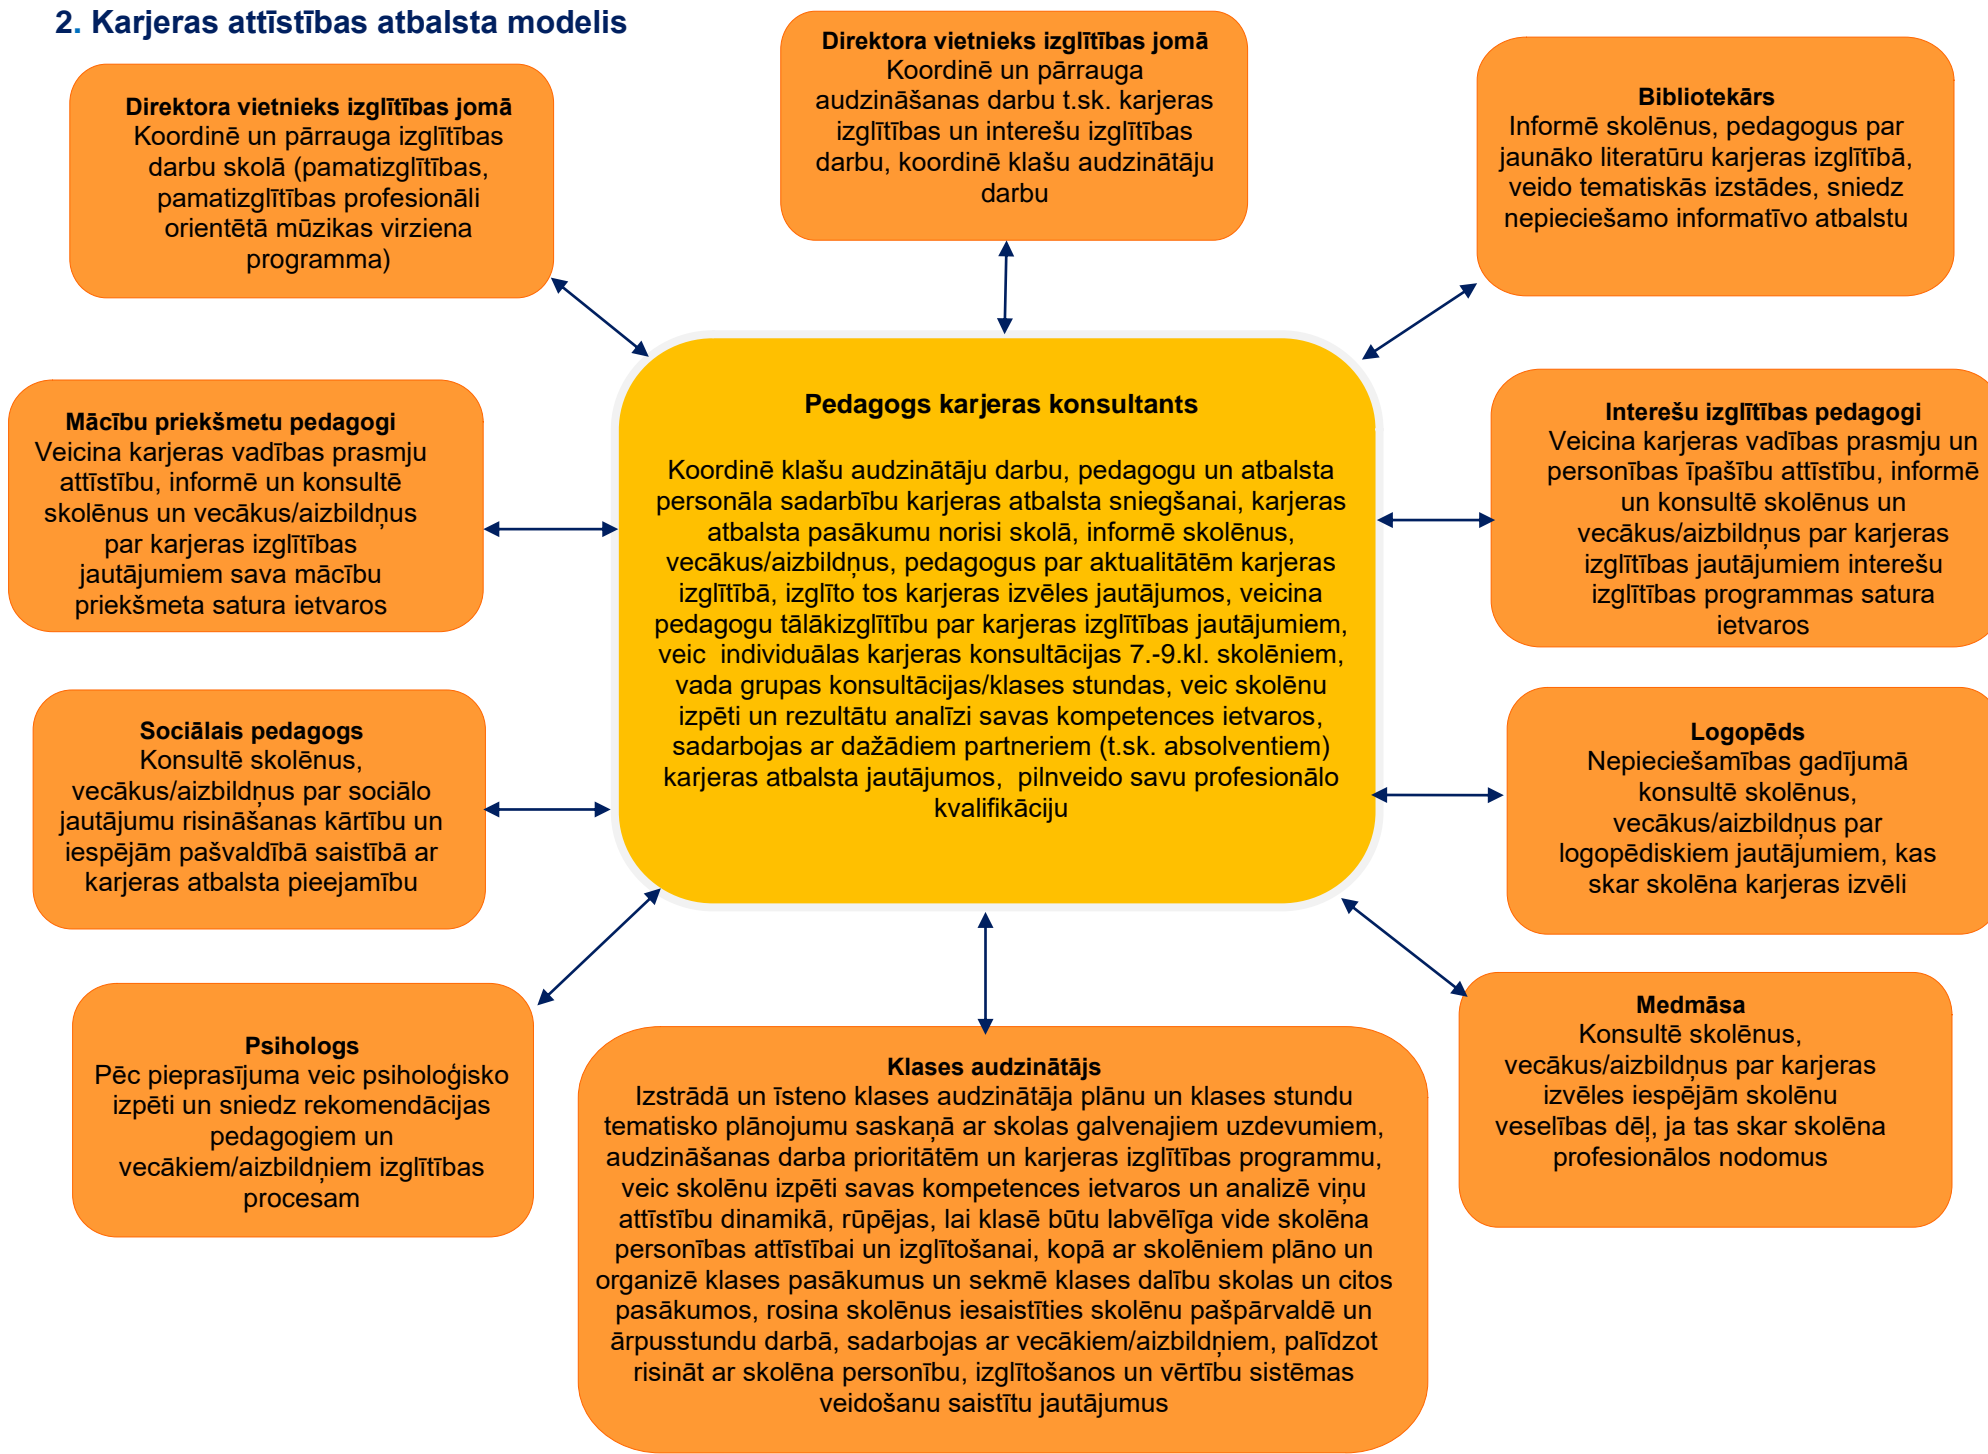 2. Karjeras attīstības atbalsta modelis
Direktora vietnieks izglītības jomā
Koordinē un pārrauga izglītības
darbu skolā (pamatizglītības,
pamatizglītības profesionāli
orientētā mūzikas virziena
programma)
Direktora vietnieks izglītības jomā
Koordinē un pārrauga
audzināšanas darbu t.sk. karjeras
izglītības un interešu izglītības
darbu, koordinē klašu audzinātāju
darbu
Bibliotekārs
Informē skolēnus, pedagogus par
jaunāko literatūru karjeras izglītībā,
veido tematiskās izstādes, sniedz
nepieciešamo informatīvo atbalstu
Mācību priekšmetu pedagogi
Veicina karjeras vadības prasmju
attīstību, informē un konsultē
skolēnus un vecākus/aizbildņus
par karjeras izglītības
jautājumiem sava mācību
priekšmeta satura ietvaros
Pedagogs karjeras konsultants
Koordinē klašu audzinātāju darbu, pedagogu un atbalsta
personāla sadarbību karjeras atbalsta sniegšanai, karjeras
atbalsta pasākumu norisi skolā, informē skolēnus,
vecākus/aizbildņus, pedagogus par aktualitātēm karjeras
izglītībā, izglīto tos karjeras izvēles jautājumos, veicina
pedagogu tālākizglītību par karjeras izglītības jautājumiem,
veic  individuālas karjeras konsultācijas 7.-9.kl. skolēniem,
vada grupas konsultācijas/klases stundas, veic skolēnu
izpēti un rezultātu analīzi savas kompetences ietvaros,
sadarbojas ar dažādiem partneriem (t.sk. absolventiem)
karjeras atbalsta jautājumos,  pilnveido savu profesionālo
kvalifikāciju
Interešu izglītības pedagogi
Veicina karjeras vadības prasmju un
personības īpašību attīstību, informē
un konsultē skolēnus un
vecākus/aizbildņus par karjeras
izglītības jautājumiem interešu
izglītības programmas satura
ietvaros
Sociālais pedagogs
Konsultē skolēnus,
vecākus/aizbildņus par sociālo
jautājumu risināšanas kārtību un
iespējām pašvaldībā saistībā ar
karjeras atbalsta pieejamību
Logopēds
Nepieciešamības gadījumā
konsultē skolēnus,
vecākus/aizbildņus par
logopēdiskiem jautājumiem, kas
skar skolēna karjeras izvēli
Psihologs
Pēc pieprasījuma veic psiholoģisko
izpēti un sniedz rekomendācijas
pedagogiem un
vecākiem/aizbildņiem izglītības
procesam
Klases audzinātājs
Izstrādā un īsteno klases audzinātāja plānu un klases stundu
tematisko plānojumu saskaņā ar skolas galvenajiem uzdevumiem,
audzināšanas darba prioritātēm un karjeras izglītības programmu,
veic skolēnu izpēti savas kompetences ietvaros un analizē viņu
attīstību dinamikā, rūpējas, lai klasē būtu labvēlīga vide skolēna
personības attīstībai un izglītošanai, kopā ar skolēniem plāno un
organizē klases pasākumus un sekmē klases dalību skolas un citos
pasākumos, rosina skolēnus iesaistīties skolēnu pašpārvaldē un
ārpusstundu darbā, sadarbojas ar vecākiem/aizbildņiem, palīdzot
risināt ar skolēna personību, izglītošanos un vērtību sistēmas
veidošanu saistītu jautājumus
Medmāsa
Konsultē skolēnus,
vecākus/aizbildņus par karjeras
izvēles iespējām skolēnu
veselības dēļ, ja tas skar skolēna
profesionālos nodomus